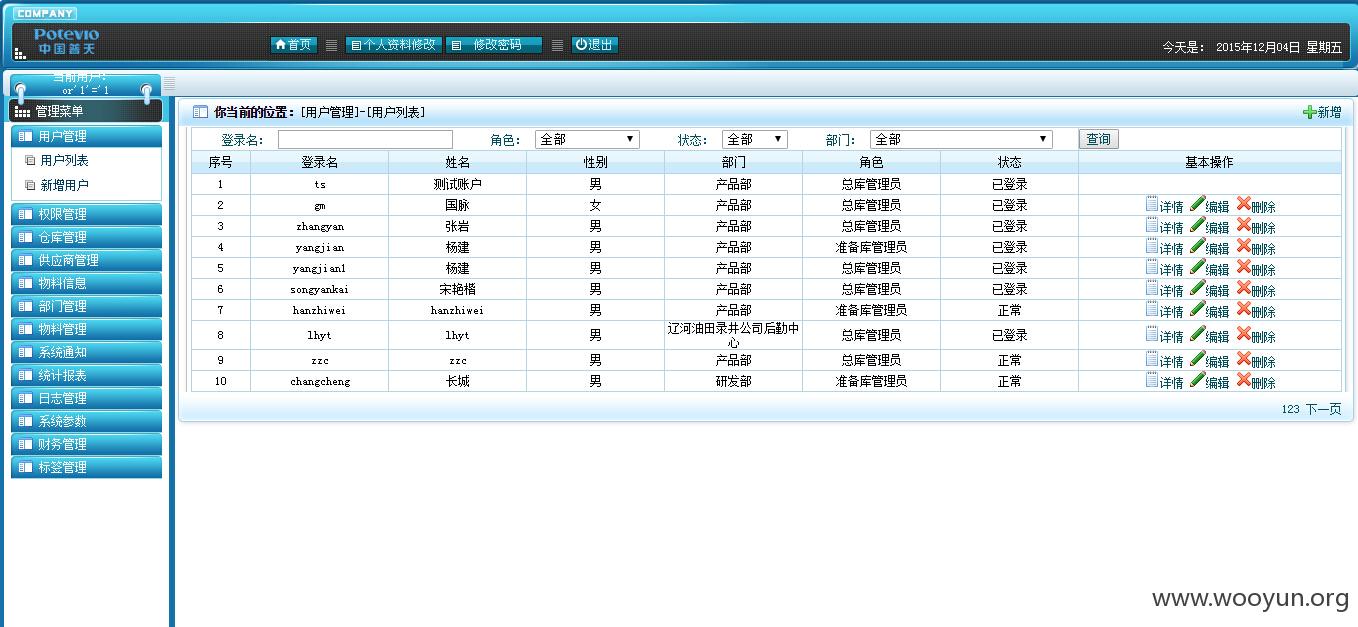 COMPANY
Potevio
中国普天
首页 个人资料修改 修改密码 退出
今天是： 2015年12月04日 星期五
当前用户：
or'1'='1
管理菜单
用户管理
用户列表
新增用户
权限管理
仓库管理
供应商管理
物料信息
部门管理
物料管理
系统通知
统计报表
日志管理
系统参数
财务管理
标签管理
你当前的位置：[用户管理]-[用户列表] 新增
登录名： 角色： 全部 状态： 全部 部门： 全部 查询
序号 登录名 姓名 性别 部门 角色 状态 基本操作
1 ts 测试账户 男 产品部 总库管理员 已登录
2 gm 国脉 女 产品部 总库管理员 已登录 详情 编辑 删除
3 zhangyan 张岩 男 产品部 总库管理员 已登录 详情 编辑 删除
4 yangjian 杨建 男 产品部 准备库管理员 已登录 详情 编辑 删除
5 yangjian1 杨建 男 产品部 总库管理员 已登录 详情 编辑 删除
6 songyankai 宋艳楷 男 产品部 总库管理员 已登录 详情 编辑 删除
7 hanzhiwei hanzhiwei 男 产品部 准备库管理员 正常 详情 编辑 删除
8 lhyt lhyt 男 辽河油田录井公司后勤中心 总库管理员 已登录 详情 编辑 删除
9 zzc zzc 男 产品部 总库管理员 正常 详情 编辑 删除
10 changcheng 长城 男 研发部 准备库管理员 正常 详情 编辑 删除
123 下一页
www.wooyun.org